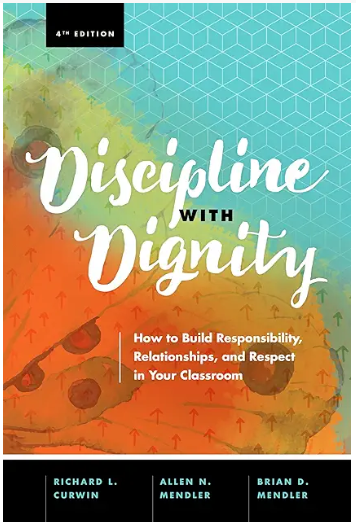 4TH EDITION
Discipline
WITH
Dignity
How to Build Responsibility,
Relationships, and Respect
in Your Classroom
RICHARD L. ALLEN N. BRIAN D.
CURWIN MENDLER MENDLER